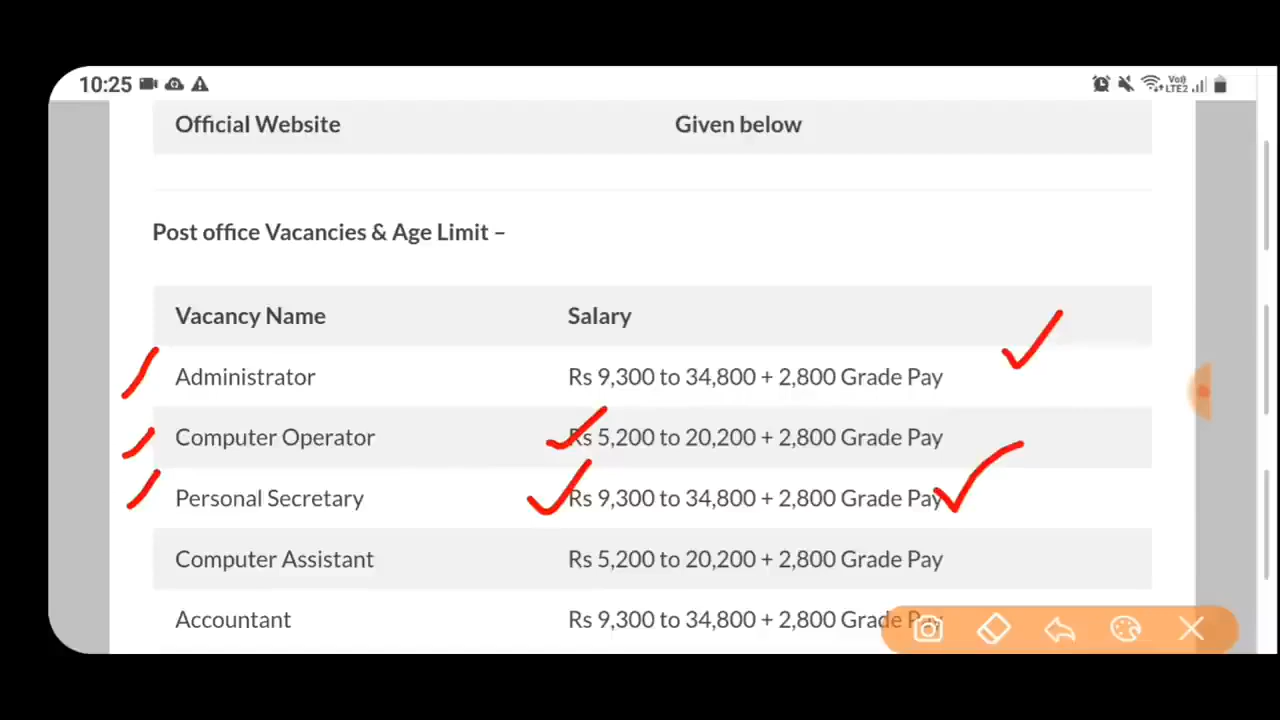 10:25 Vo) LTE2
Official Website Given below
Post office Vacancies & Age Limit –
Vacancy Name Salary
Administrator Rs 9,300 to 34,800 + 2,800 Grade Pay
Computer Operator Rs 5,200 to 20,200 + 2,800 Grade Pay
Personal Secretary Rs 9,300 to 34,800 + 2,800 Grade Pay
Computer Assistant Rs 5,200 to 20,200 + 2,800 Grade Pay
Accountant Rs 9,300 to 34,800 + 2,800 Grade Pay